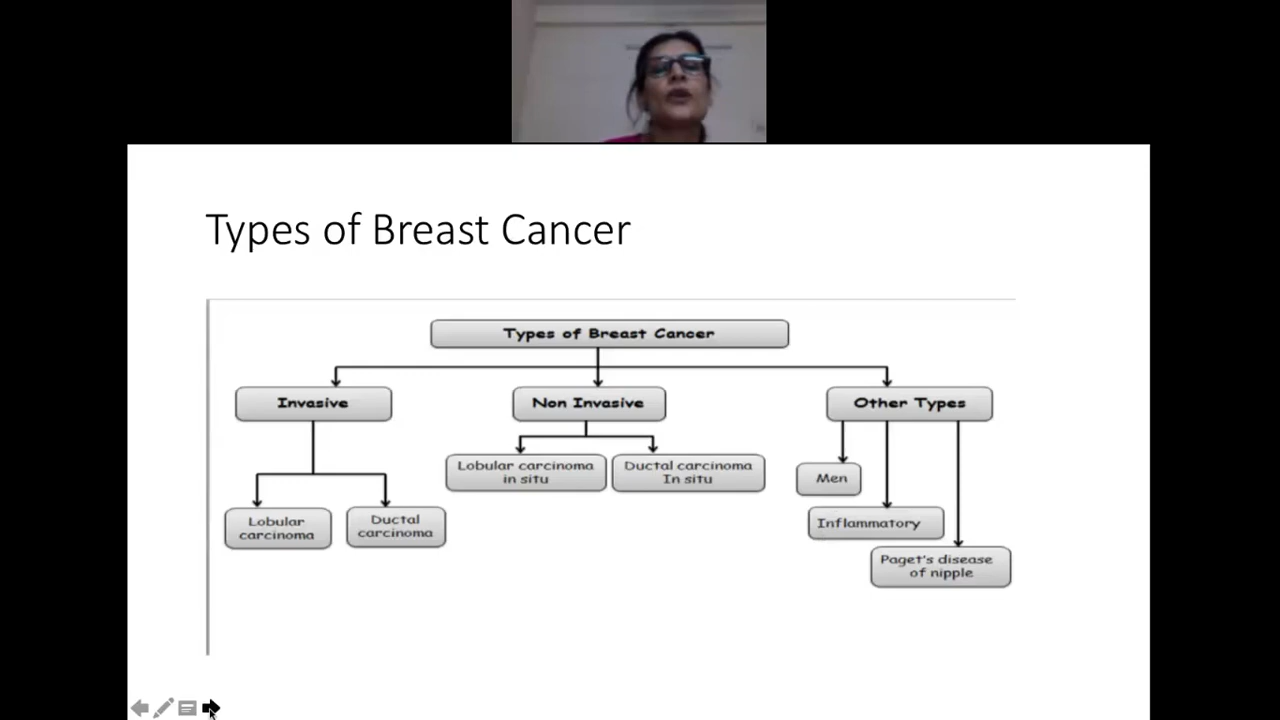 Types of Breast Cancer
Types of Breast Cancer
Invasive
Non Invasive
Other Types
Lobular carcinoma
in situ
Ductal carcinoma
In situ
Men
Lobular
carcinoma
Ductal
carcinoma
Inflammatory
Paget's disease
of nipple